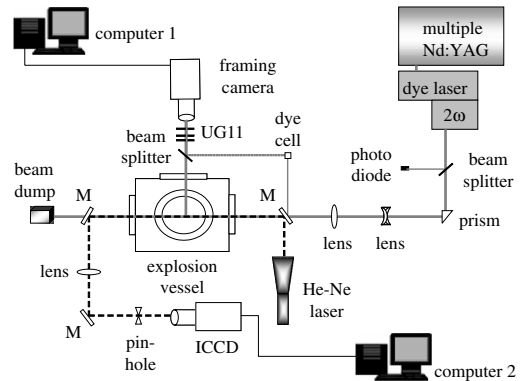 computer 1
multiple
Nd:YAG
framing
camera
dye laser
2ω
UG11
dye
cell
beam
splitter
photo
diode
beam
splitter
beam
dump
M
M
prism
lens
lens
lens
explosion
vessel
He-Ne
laser
M
pin-
hole
ICCD
computer 2